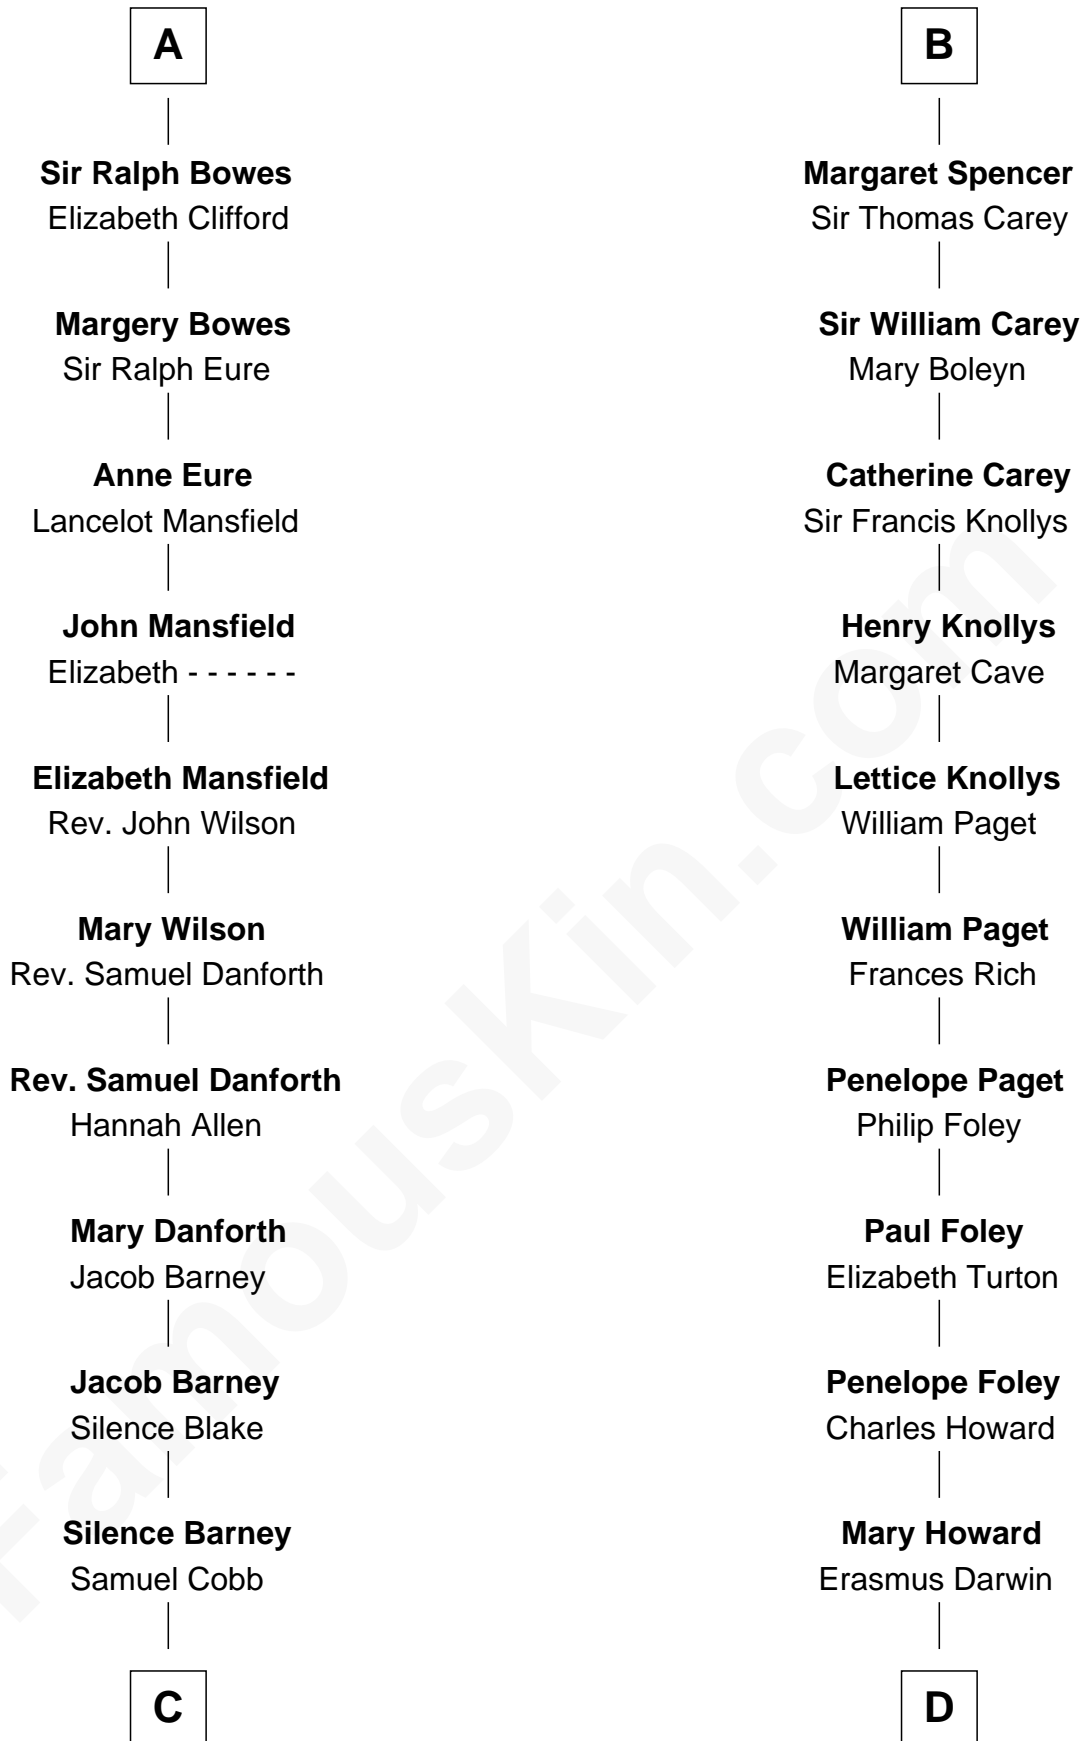 A
Sir Ralph Bowes
Elizabeth Clifford
Margery Bowes
Sir Ralph Eure
Anne Eure
Lancelot Mansfield
John Mansfield
Elizabeth - - - - - -
Elizabeth Mansfield
Rev. John Wilson
Mary Wilson
Rev. Samuel Danforth
Rev. Samuel Danforth
Hannah Allen
Mary Danforth
Jacob Barney
Jacob Barney
Silence Blake
Silence Barney
Samuel Cobb
C
B
Margaret Spencer
Sir Thomas Carey
Sir William Carey
Mary Boleyn
Catherine Carey
Sir Francis Knollys
Henry Knollys
Margaret Cave
Lettice Knollys
William Paget
William Paget
Frances Rich
Penelope Paget
Philip Foley
Paul Foley
Elizabeth Turton
Penelope Foley
Charles Howard
Mary Howard
Erasmus Darwin
D
FamousKin.com